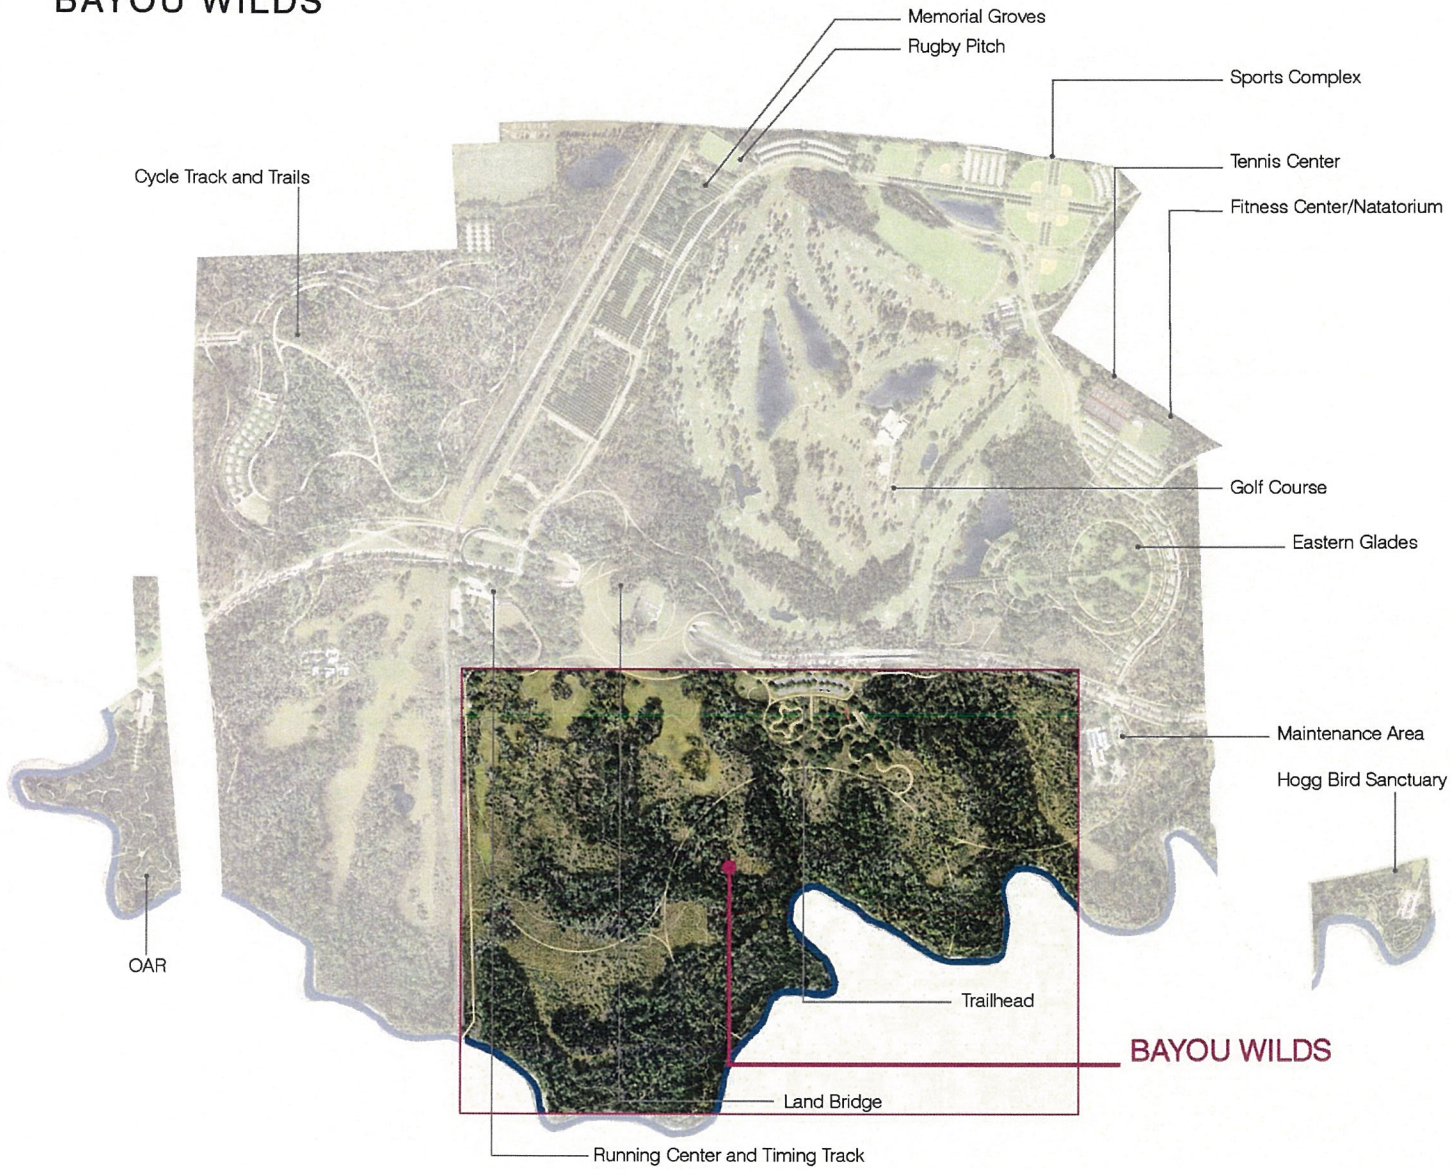 BAYOU WILDS
Memorial Groves
Rugby Pitch
Sports Complex
Cycle Track and Trails
Tennis Center
Fitness Center/Natatorium
Golf Course
Eastern Glades
Maintenance Area
Hogg Bird Sanctuary
OAR
Trailhead
BAYOU WILDS
Land Bridge
Running Center and Timing Track